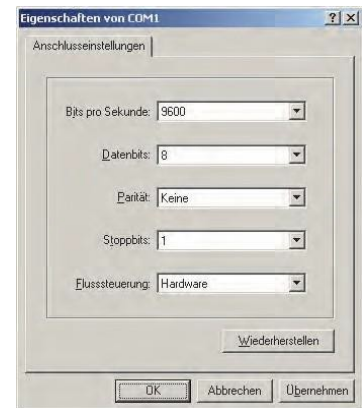 Eigenschaften von COM1
Anschlusseinstellungen
Bits pro Sekunde: 9600
Datenbits: 8
Parität: Keine
Stoppbits: 1
Flusssteuerung: Hardware
Wiederherstellen
OK Abbrechen Übernehmen